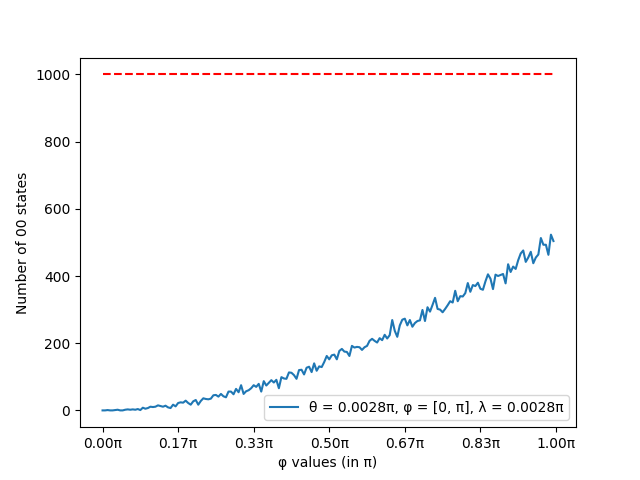 1000
800
600
400
200
0
Number of 00 states
θ = 0.0028π, φ = [0, π], λ = 0.0028π
0.00π 0.17π 0.33π 0.50π 0.67π 0.83π 1.00π
φ values (in π)